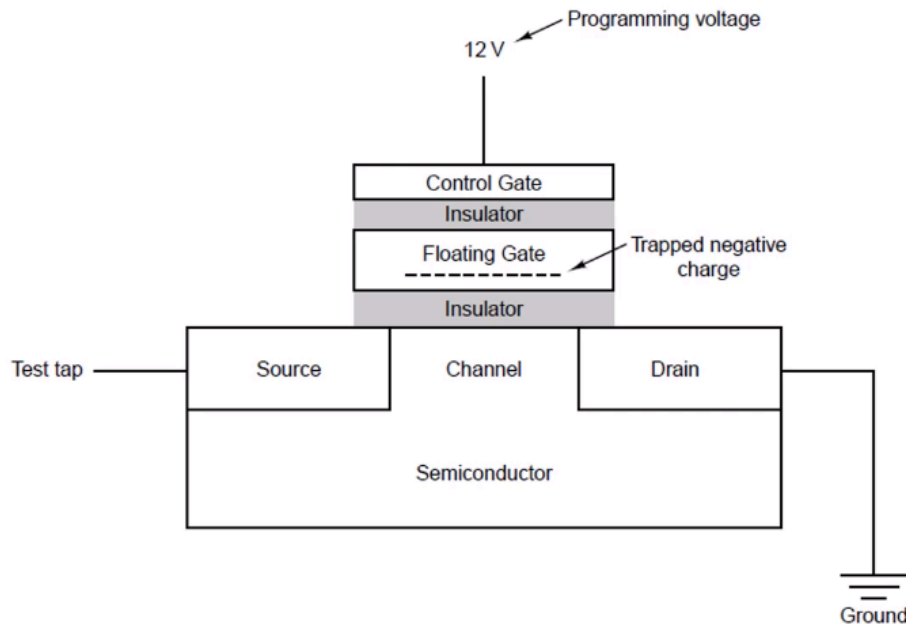 Programming voltage
12 V
Control Gate
Insulator
Floating Gate
Trapped negative
charge
Insulator
Test tap
Source
Channel
Drain
Semiconductor
Ground